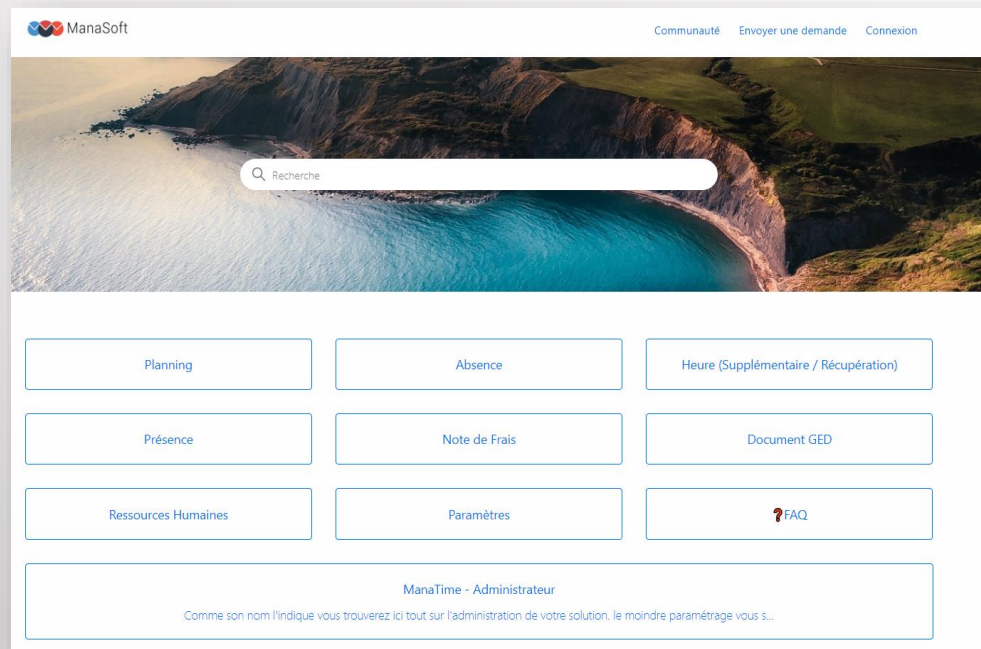 ManaSoft
Communauté Envoyer une demande Connexion
Recherche
Planning Absence Heure (Supplémentaire / Récupération)
Présence Note de Frais Document GED
Ressources Humaines Paramètres ❓FAQ
ManaTime - Administrateur
Comme son nom l'indique vous trouverez ici tout sur l'administration de votre solution. le moindre paramétrage vous s...